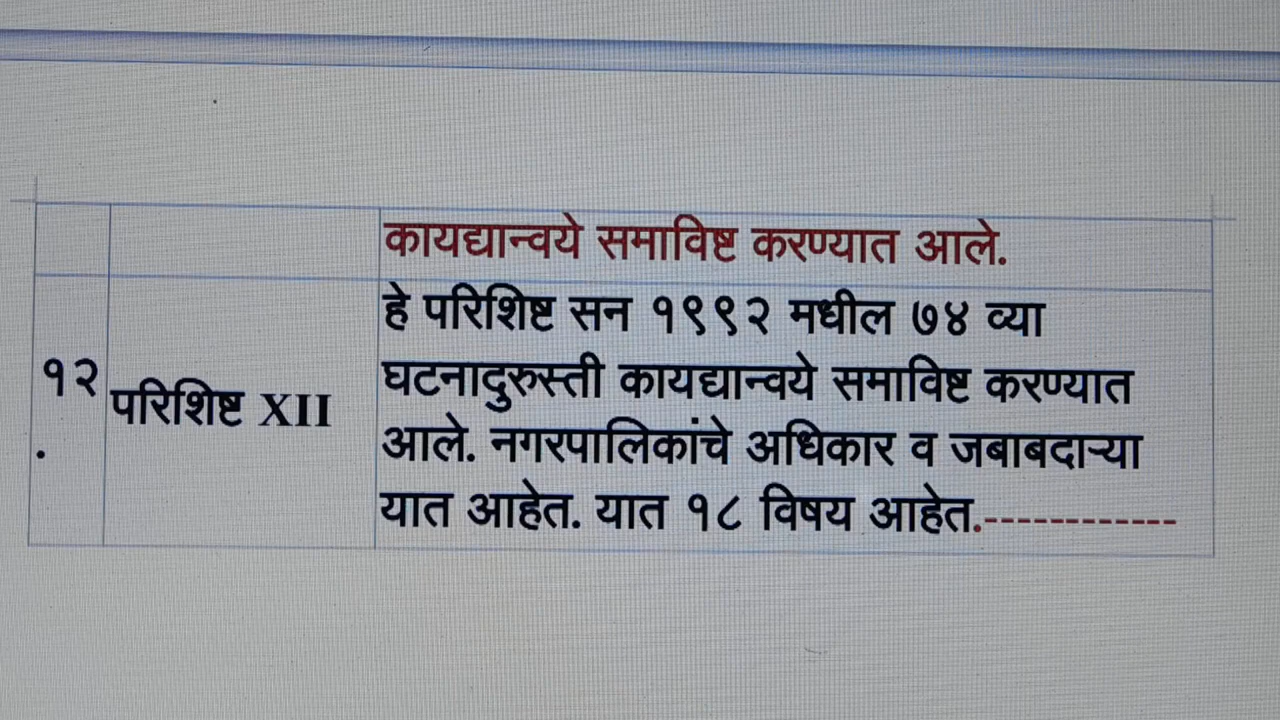 कायद्यान्वये समाविष्ट करण्यात आले.
हे परिशिष्ट सन १९९२ मधील ७४ व्या
१२
घटनादुरुस्ती कायद्यान्वये समाविष्ट करण्यात
परिशिष्ट XII
आले. नगरपालिकांचे अधिकार व जबाबदाऱ्या
.
यात आहेत. यात १८ विषय आहेत.------------